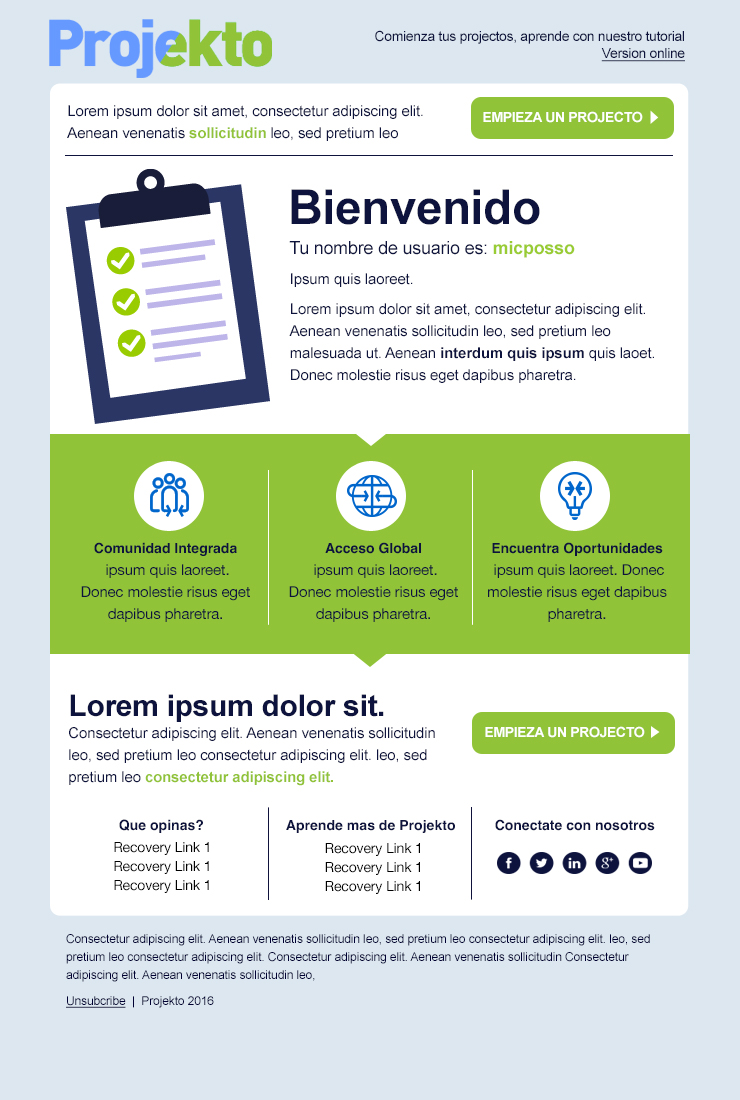 Projekto
Comienza tus projectos, aprende con nuestro tutorial
Version online
Lorem ipsum dolor sit amet, consectetur adipiscing elit.
Aenean venenatis sollicitudin leo, sed pretium leo
EMPIEZA UN PROJECTO
Bienvenido
Tu nombre de usuario es: micposso
Ipsum quis laoreet.
Lorem ipsum dolor sit amet, consectetur adipiscing elit.
Aenean venenatis sollicitudin leo, sed pretium leo
malesuada ut. Aenean interdum quis ipsum quis laoet.
Donec molestie risus eget dapibus pharetra.
Comunidad Integrada
ipsum quis laoreet.
Donec molestie risus eget
dapibus pharetra.
Acceso Global
ipsum quis laoreet.
Donec molestie risus eget
dapibus pharetra.
Encuentra Oportunidades
ipsum quis laoreet. Donec
molestie risus eget dapibus
pharetra.
Lorem ipsum dolor sit.
Consectetur adipiscing elit. Aenean venenatis sollicitudin
leo, sed pretium leo consectetur adipiscing elit. leo, sed
pretium leo consectetur adipiscing elit.
EMPIEZA UN PROJECTO
Que opinas?
Recovery Link 1
Recovery Link 1
Recovery Link 1
Aprende mas de Projekto
Recovery Link 1
Recovery Link 1
Recovery Link 1
Conectate con nosotros
Consectetur adipiscing elit. Aenean venenatis sollicitudin leo, sed pretium leo consectetur adipiscing elit. leo, sed
pretium leo consectetur adipiscing elit. Consectetur adipiscing elit. Aenean venenatis sollicitudin Consectetur
adipiscing elit. Aenean venenatis sollicitudin leo,
Unsubcribe | Projekto 2016